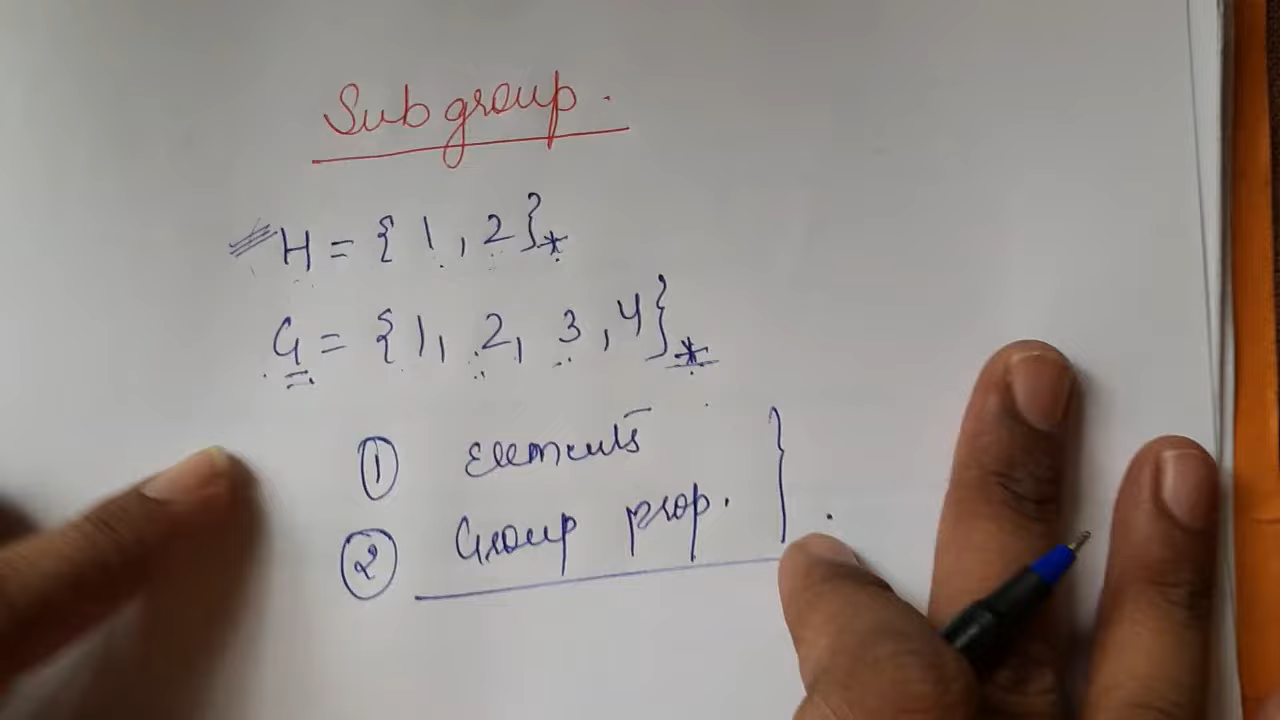 Subgroup.
H = { 1, 2}*
G = {1, 2, 3, 4}*
1 Elements
2 Group prop.